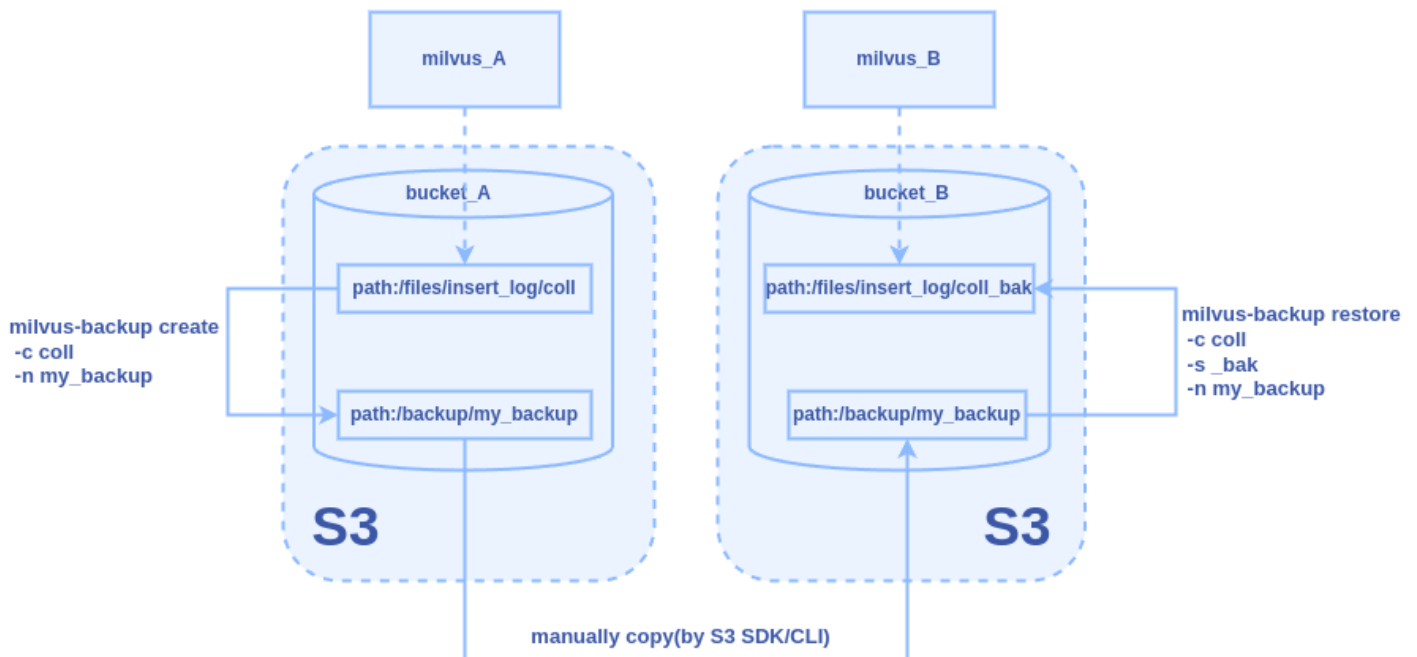 milvus_A
milvus_B
bucket_A
bucket_B
path:/files/insert_log/coll
path:/files/insert_log/coll_bak
milvus-backup create
-c coll
-n my_backup
milvus-backup restore
-c coll
-s _bak
-n my_backup
path:/backup/my_backup
path:/backup/my_backup
S3
S3
manually copy(by S3 SDK/CLI)